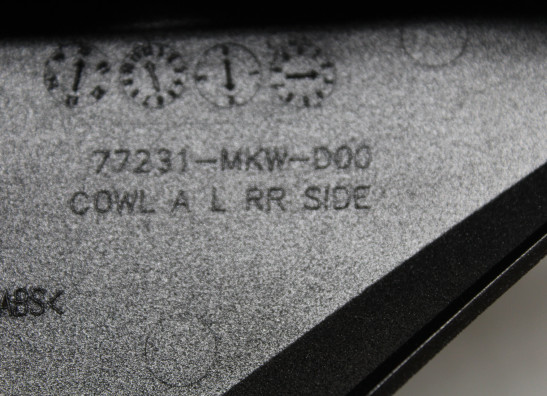 77231-MKW-D00
COWL A L RR SIDE
ABS<